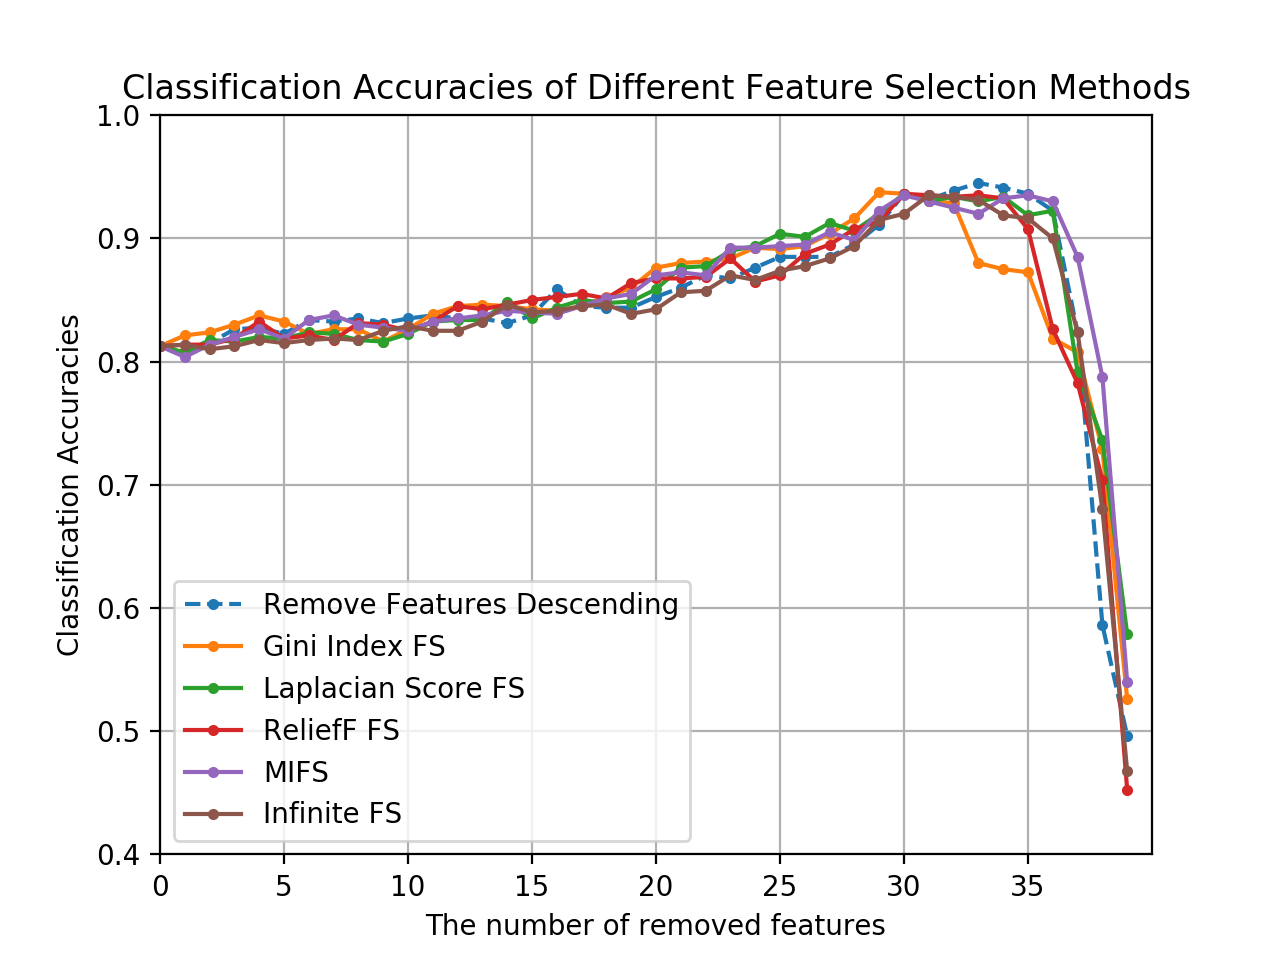 Classification Accuracies of Different Feature Selection Methods
1.0
0.9
0.8
0.7
0.6
0.5
0.4
Classification Accuracies
Remove Features Descending
Gini Index FS
Laplacian Score FS
ReliefF FS
MIFS
Infinite FS
0 5 10 15 20 25 30 35
The number of removed features